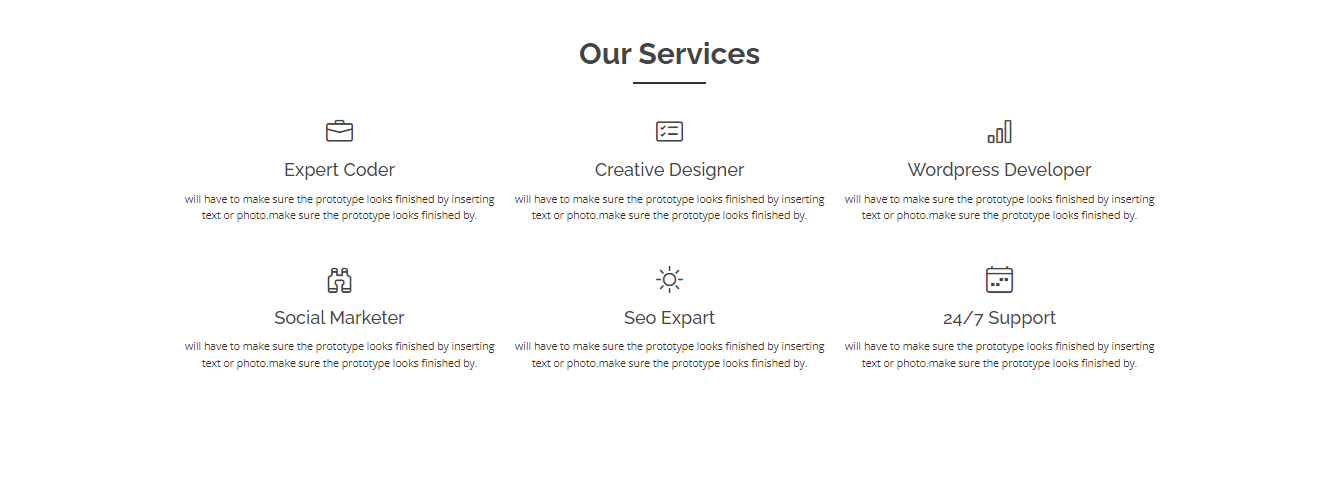 Our Services
Expert Coder
will have to make sure the prototype looks finished by inserting
text or photo.make sure the prototype looks finished by.
Creative Designer
will have to make sure the prototype looks finished by inserting
text or photo.make sure the prototype looks finished by.
Wordpress Developer
will have to make sure the prototype looks finished by inserting
text or photo.make sure the prototype looks finished by.
Social Marketer
will have to make sure the prototype looks finished by inserting
text or photo.make sure the prototype looks finished by.
Seo Expart
will have to make sure the prototype looks finished by inserting
text or photo.make sure the prototype looks finished by.
24/7 Support
will have to make sure the prototype looks finished by inserting
text or photo.make sure the prototype looks finished by.